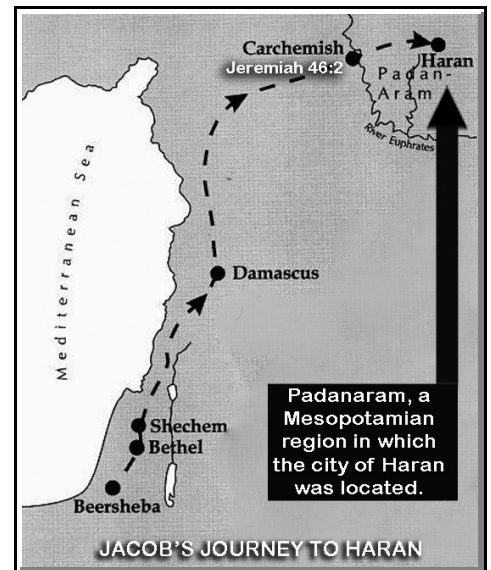 Carchemish
Jeremiah 46:2
Haran
Padan-
Aram
River Euphrates
Mediterranean Sea
Damascus
Padanaram, a
Mesopotamian
region in which
the city of Haran
was located.
Shechem
Bethel
Beersheba
JACOB'S JOURNEY TO HARAN